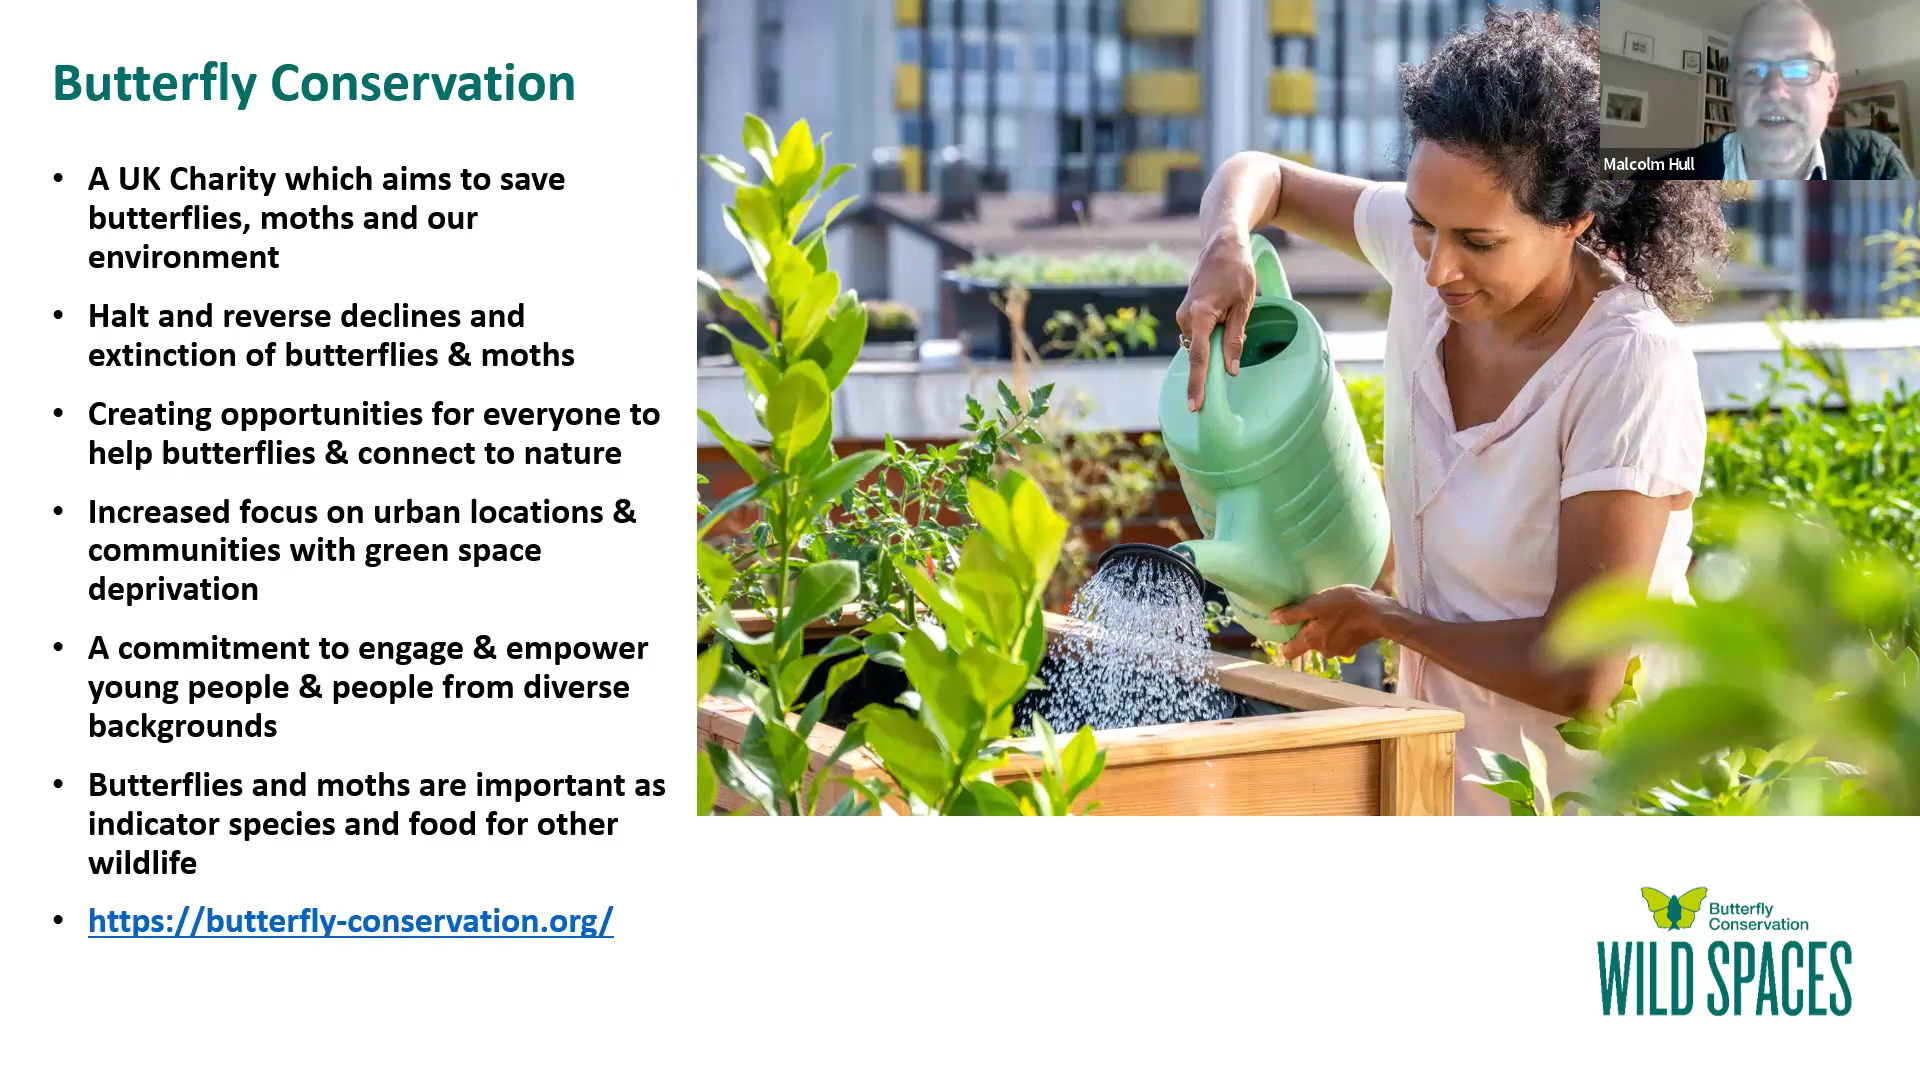 Butterfly Conservation
• A UK Charity which aims to save
butterflies, moths and our
environment
• Halt and reverse declines and
extinction of butterflies & moths
• Creating opportunities for everyone to
help butterflies & connect to nature
• Increased focus on urban locations &
communities with green space
deprivation
• A commitment to engage & empower
young people & people from diverse
backgrounds
• Butterflies and moths are important as
indicator species and food for other
wildlife
• https://butterfly-conservation.org/
Malcolm Hull
Butterfly
Conservation
WILD SPACES